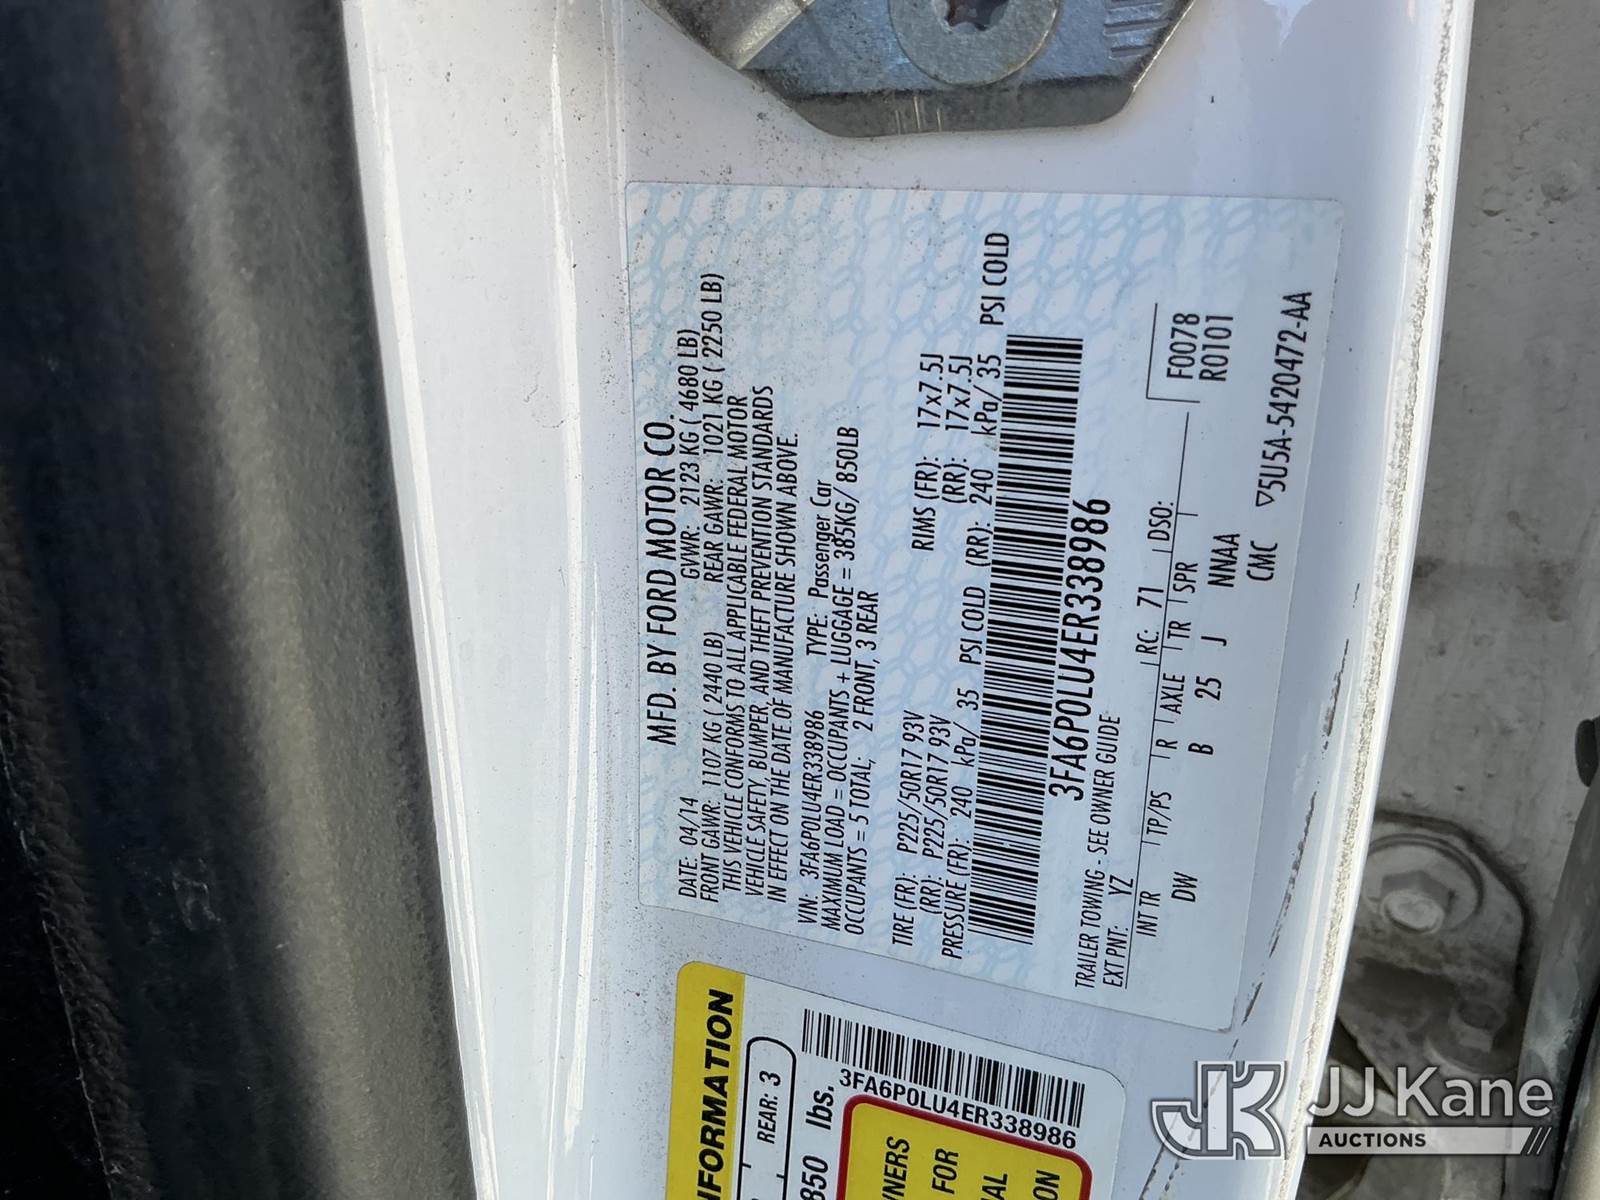 MFD. BY FORD MOTOR CO.
DATE: 04/14 GVWR: 2123 KG ( 4680 LB)
FRONT GAWR: 1107 KG ( 2440 LB) REAR GAWR: 1021 KG ( 2250 LB)
THIS VEHICLE CONFORMS TO ALL APPLICABLE FEDERAL MOTOR
VEHICLE SAFETY, BUMPER, AND THEFT PREVENTION STANDARDS
IN EFFECT ON THE DATE OF MANUFACTURE SHOWN ABOVE.
VIN: 3FA6P0LU4ER338986 TYPE: Passenger Car
MAXIMUM LOAD = OCCUPANTS + LUGGAGE = 385KG/ 850LB
OCCUPANTS = 5 TOTAL; 2 FRONT, 3 REAR
TIRE (FR): P225/50R17 93V RIMS (FR): 17x7.5J
(RR): P225/50R17 93V (RR): 17x7.5J
PRESSURE (FR): 240 kPa/ 35 PSI COLD (RR): 240 kPa/ 35 PSI COLD
3FA6P0LU4ER338986
TRAILER TOWING - SEE OWNER GUIDE
EXT PNT: YZ RC: 71 DSO: F0078
R0101
INT TR TP/PS R AXLE TR SPR
DW B 25 J NNAA
CMC ▽5U5A-5420472-AA
INFORMATION
REAR: 3
850 lbs.
3FA6P0LU4ER338986
FOR
JJ Kane
AUCTIONS